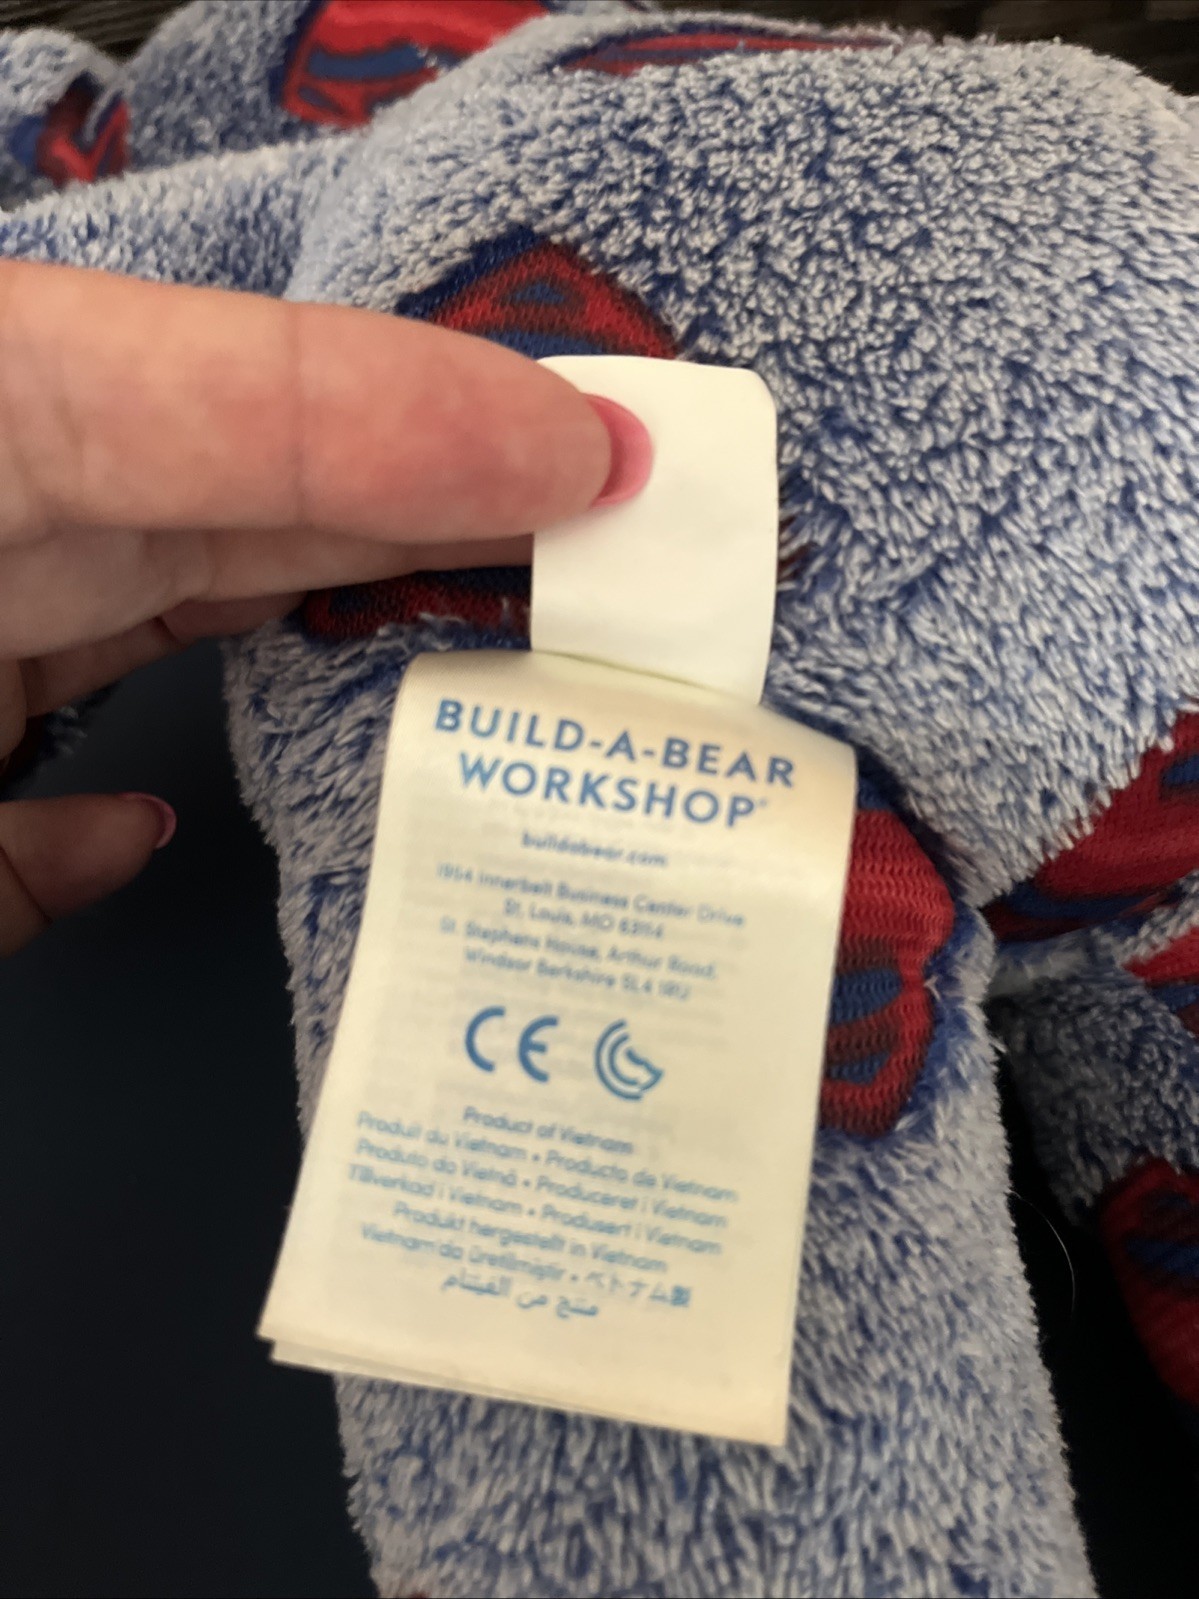 BUILD-A-BEAR
WORKSHOP®
buildabear.com
1954 Innerbelt Business Center Drive
St. Louis, MO 63114
St. Stephens House, Arthur Road,
Windsor Berkshire SL4 1RU
CE
Product of Vietnam
Produit du Vietnam • Producto de Vietnam
Produto do Vietnã • Produceret i Vietnam
Tillverkad i Vietnam • Produsert i Vietnam
Produkt hergestellt in Vietnam
Vietnam'da üretilmiştir • ベトナム製
منتج من الفيتنام